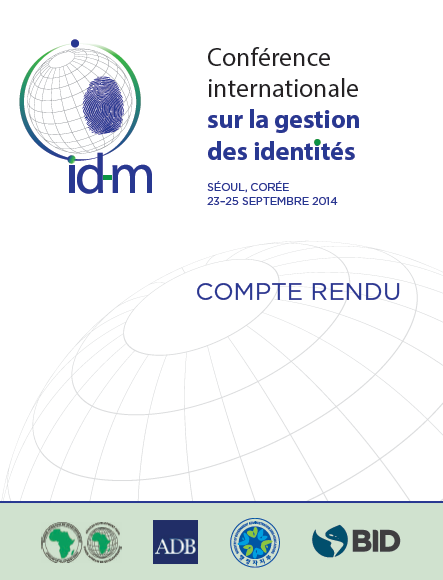 Conférence
internationale
sur la gestion
des identités
id-m
SÉOUL, CORÉE
23–25 SEPTEMBRE 2014
COMPTE RENDU
ADB
BID